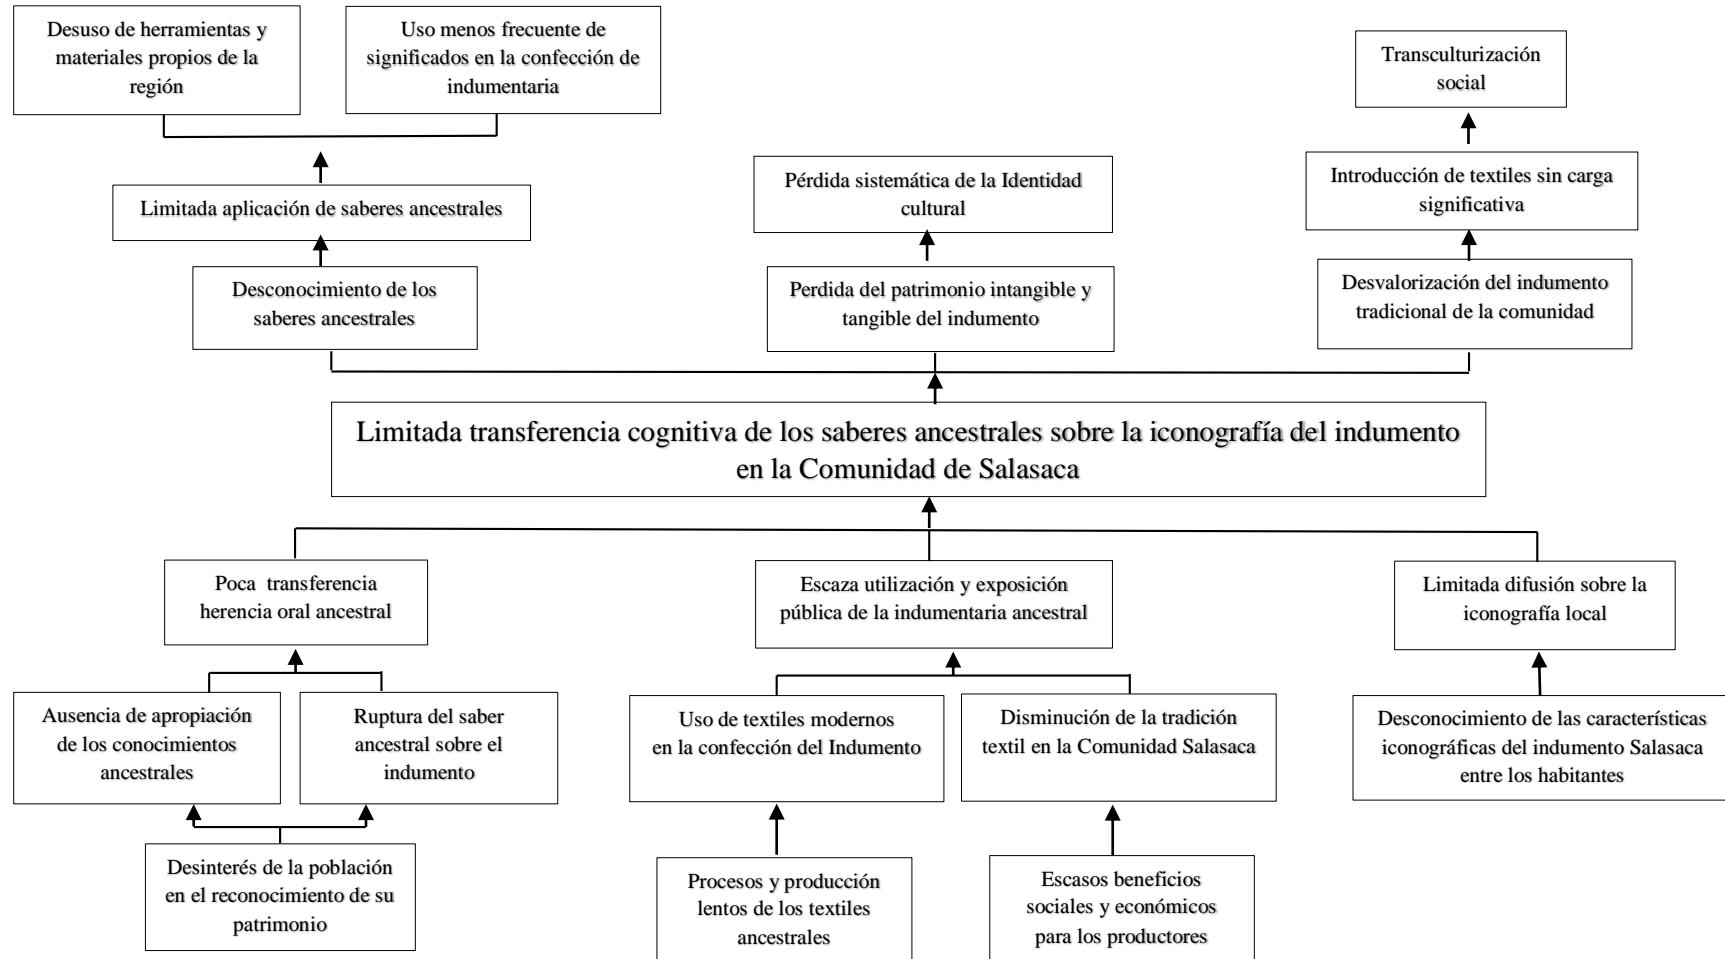 Desuso de herramientas y
materiales propios de la
región
Uso menos frecuente de
significados en la confección de
indumentaria
Transculturización
social
Limitada aplicación de saberes ancestrales
Pérdida sistemática de la Identidad
cultural
Introducción de textiles sin carga
significativa
Desconocimiento de los
saberes ancestrales
Perdida del patrimonio intangible y
tangible del indumento
Desvalorización del indumento
tradicional de la comunidad
Limitada transferencia cognitiva de los saberes ancestrales sobre la iconografía del indumento
en la Comunidad de Salasaca
Poca transferencia
herencia oral ancestral
Escaza utilización y exposición
pública de la indumentaria ancestral
Limitada difusión sobre la
iconografía local
Ausencia de apropiación
de los conocimientos
ancestrales
Ruptura del saber
ancestral sobre el
indumento
Uso de textiles modernos
en la confección del Indumento
Disminución de la tradición
textil en la Comunidad Salasaca
Desconocimiento de las características
iconográficas del indumento Salasaca
entre los habitantes
Desinterés de la población
en el reconocimiento de su
patrimonio
Procesos y producción
lentos de los textiles
ancestrales
Escasos beneficios
sociales y económicos
para los productores